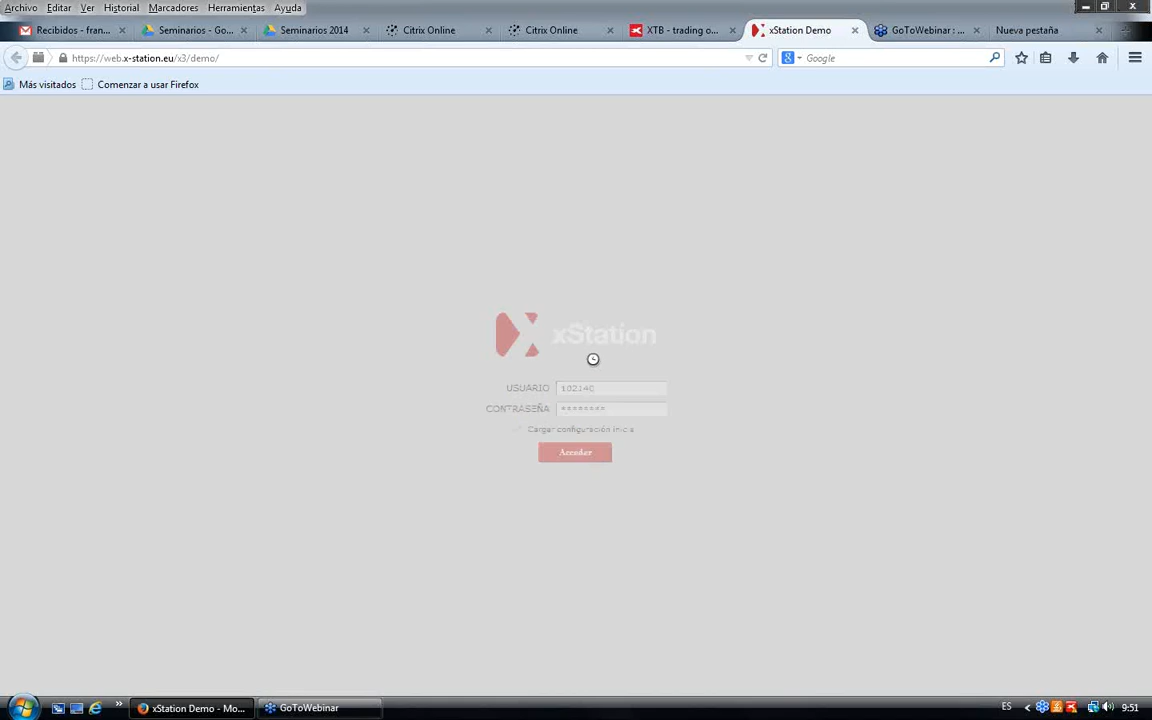 Archivo Editar Ver Historial Marcadores Herramientas Ayuda
Recibidos - fran... Seminarios - Go... Seminarios 2014 Citrix Online Citrix Online XTB - trading o... xStation Demo GoToWebinar : ... Nueva pestaña
https://web.x-station.eu/x3/demo/ Google
Más visitados Comenzar a usar Firefox
xStation
USUARIO
CONTRASEÑA ********
Cargar configuración inicia
Acceder
xStation Demo - Mo... GoToWebinar ES 9:51